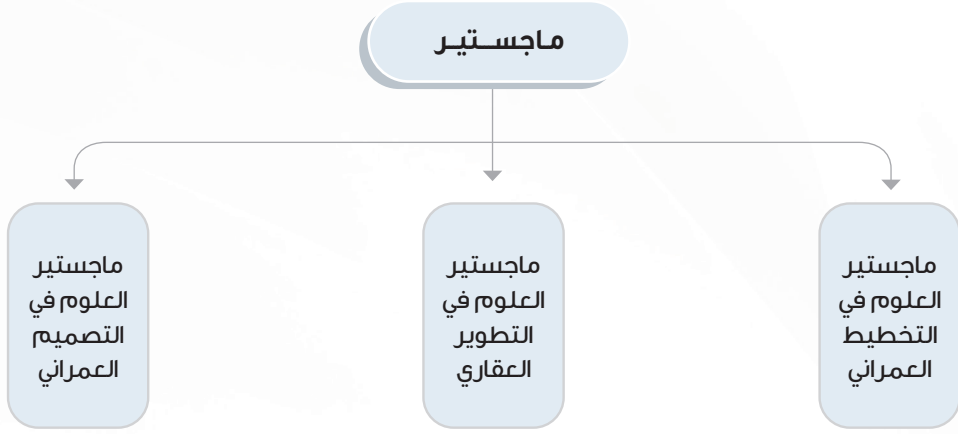 ماجستير
ماجستير
العلوم في
التخطيط
العمراني
ماجستير
العلوم في
التطوير
العقاري
ماجستير
العلوم في
التصميم
العمراني